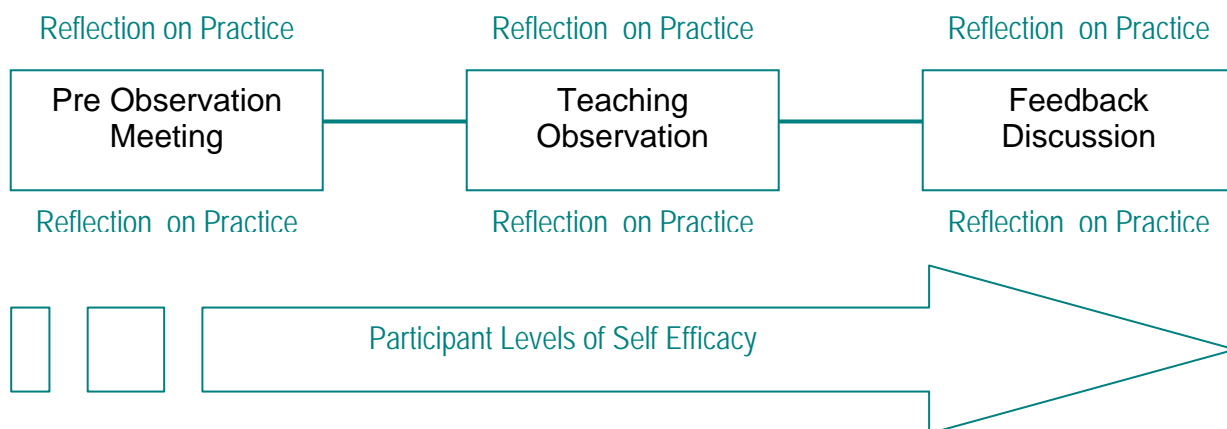 Reflection on Practice
Reflection on Practice
Reflection on Practice
Pre Observation
Meeting
Teaching
Observation
Feedback
Discussion
Reflection on Practice
Reflection on Practice
Reflection on Practice
Participant Levels of Self Efficacy